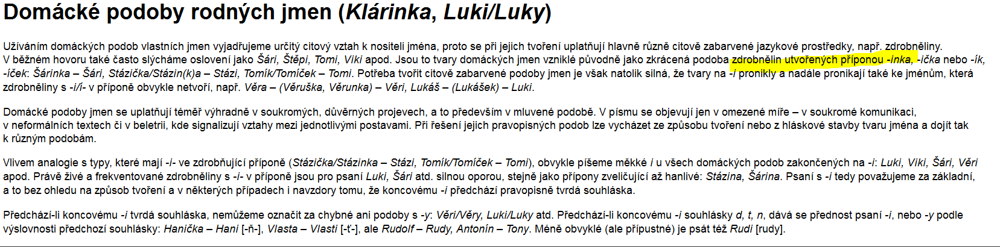 Domácké podoby rodných jmen (Klárinka, Luki/Luky)
Užíváním domáckých podob vlastních jmen vyjadřujeme určitý citový vztah k nositeli jména, proto se při jejich tvoření uplatňují hlavně různě citově zabarvené jazykové prostředky, např. zdrobněliny.
V běžném hovoru také často slýcháme oslovení jako Šári, Štěpi, Tomi, Viki apod. Jsou to tvary domáckých jmen vzniklé původně jako zkrácená podoba zdrobnělin utvořených příponou -inka, -ička nebo -ík,
-íček: Šárinka – Šári, Stázička/Stázin(k)a – Stázi, Tomík/Tomíček – Tomi. Potřeba tvořit citově zabarvené podoby jmen je však natolik silná, že tvary na -i pronikly a nadále pronikají také ke jménům, která
zdrobněliny s -i/í- v příponě obvykle netvoří, např. Věra – (Věruška, Věrunka) – Věri, Lukáš – (Lukášek) – Luki.
Domácké podoby jmen se uplatňují téměř výhradně v soukromých, důvěrných projevech, a to především v mluvené podobě. V písmu se objevují jen v omezené míře – v soukromé komunikaci,
v neformálních textech či v beletrii, kde signalizují vztahy mezi jednotlivými postavami. Při řešení jejich pravopisných podob lze vycházet ze způsobu tvoření nebo z hláskové stavby tvaru jména a dojít tak
k různým podobám.
Vlivem analogie s typy, které mají -i- ve zdrobňující příponě (Stázička/Stázinka – Stázi, Tomík/Tomíček – Tomi), obvykle píšeme měkké i u všech domáckých podob zakončených na -i: Luki, Viki, Šári, Věri
apod. Právě živé a frekventované zdrobněliny s -i- v příponě jsou pro psaní Luki, Šári atd. silnou oporou, stejně jako přípony zveličující až hanlivé: Stázina, Šárina. Psaní s -i tedy považujeme za základní,
a to bez ohledu na způsob tvoření a v některých případech i navzdory tomu, že koncovému -i předchází pravopisně tvrdá souhláska.
Předchází-li koncovému -i tvrdá souhláska, nemůžeme označit za chybné ani podoby s -y: Věri/Věry, Luki/Luky atd. Předchází-li koncovému -i souhlásky d, t, n, dává se přednost psaní -i, nebo -y podle
výslovnosti předchozí souhlásky: Hanička – Hani [-ň-], Vlasta – Vlasti [-ť-], ale Rudolf – Rudy, Antonín – Tony. Méně obvyklé (ale přípustné) je psát též Rudi [rudy].